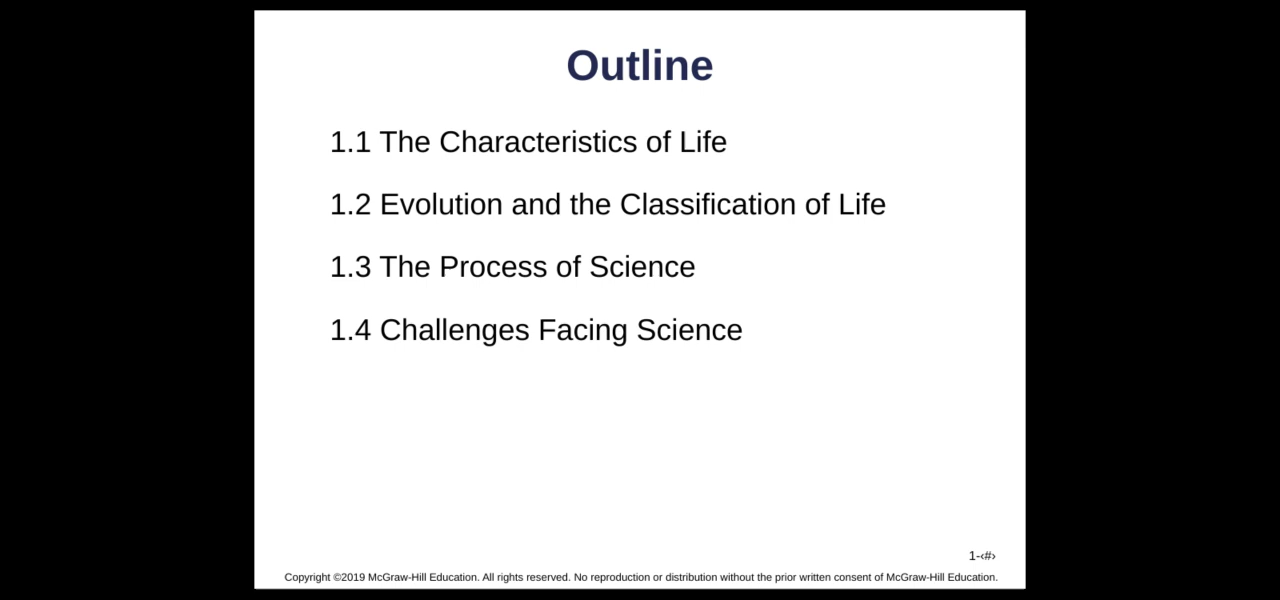 Outline
1.1 The Characteristics of Life
1.2 Evolution and the Classification of Life
1.3 The Process of Science
1.4 Challenges Facing Science
1-‹#›
Copyright ©2019 McGraw-Hill Education. All rights reserved. No reproduction or distribution without the prior written consent of McGraw-Hill Education.